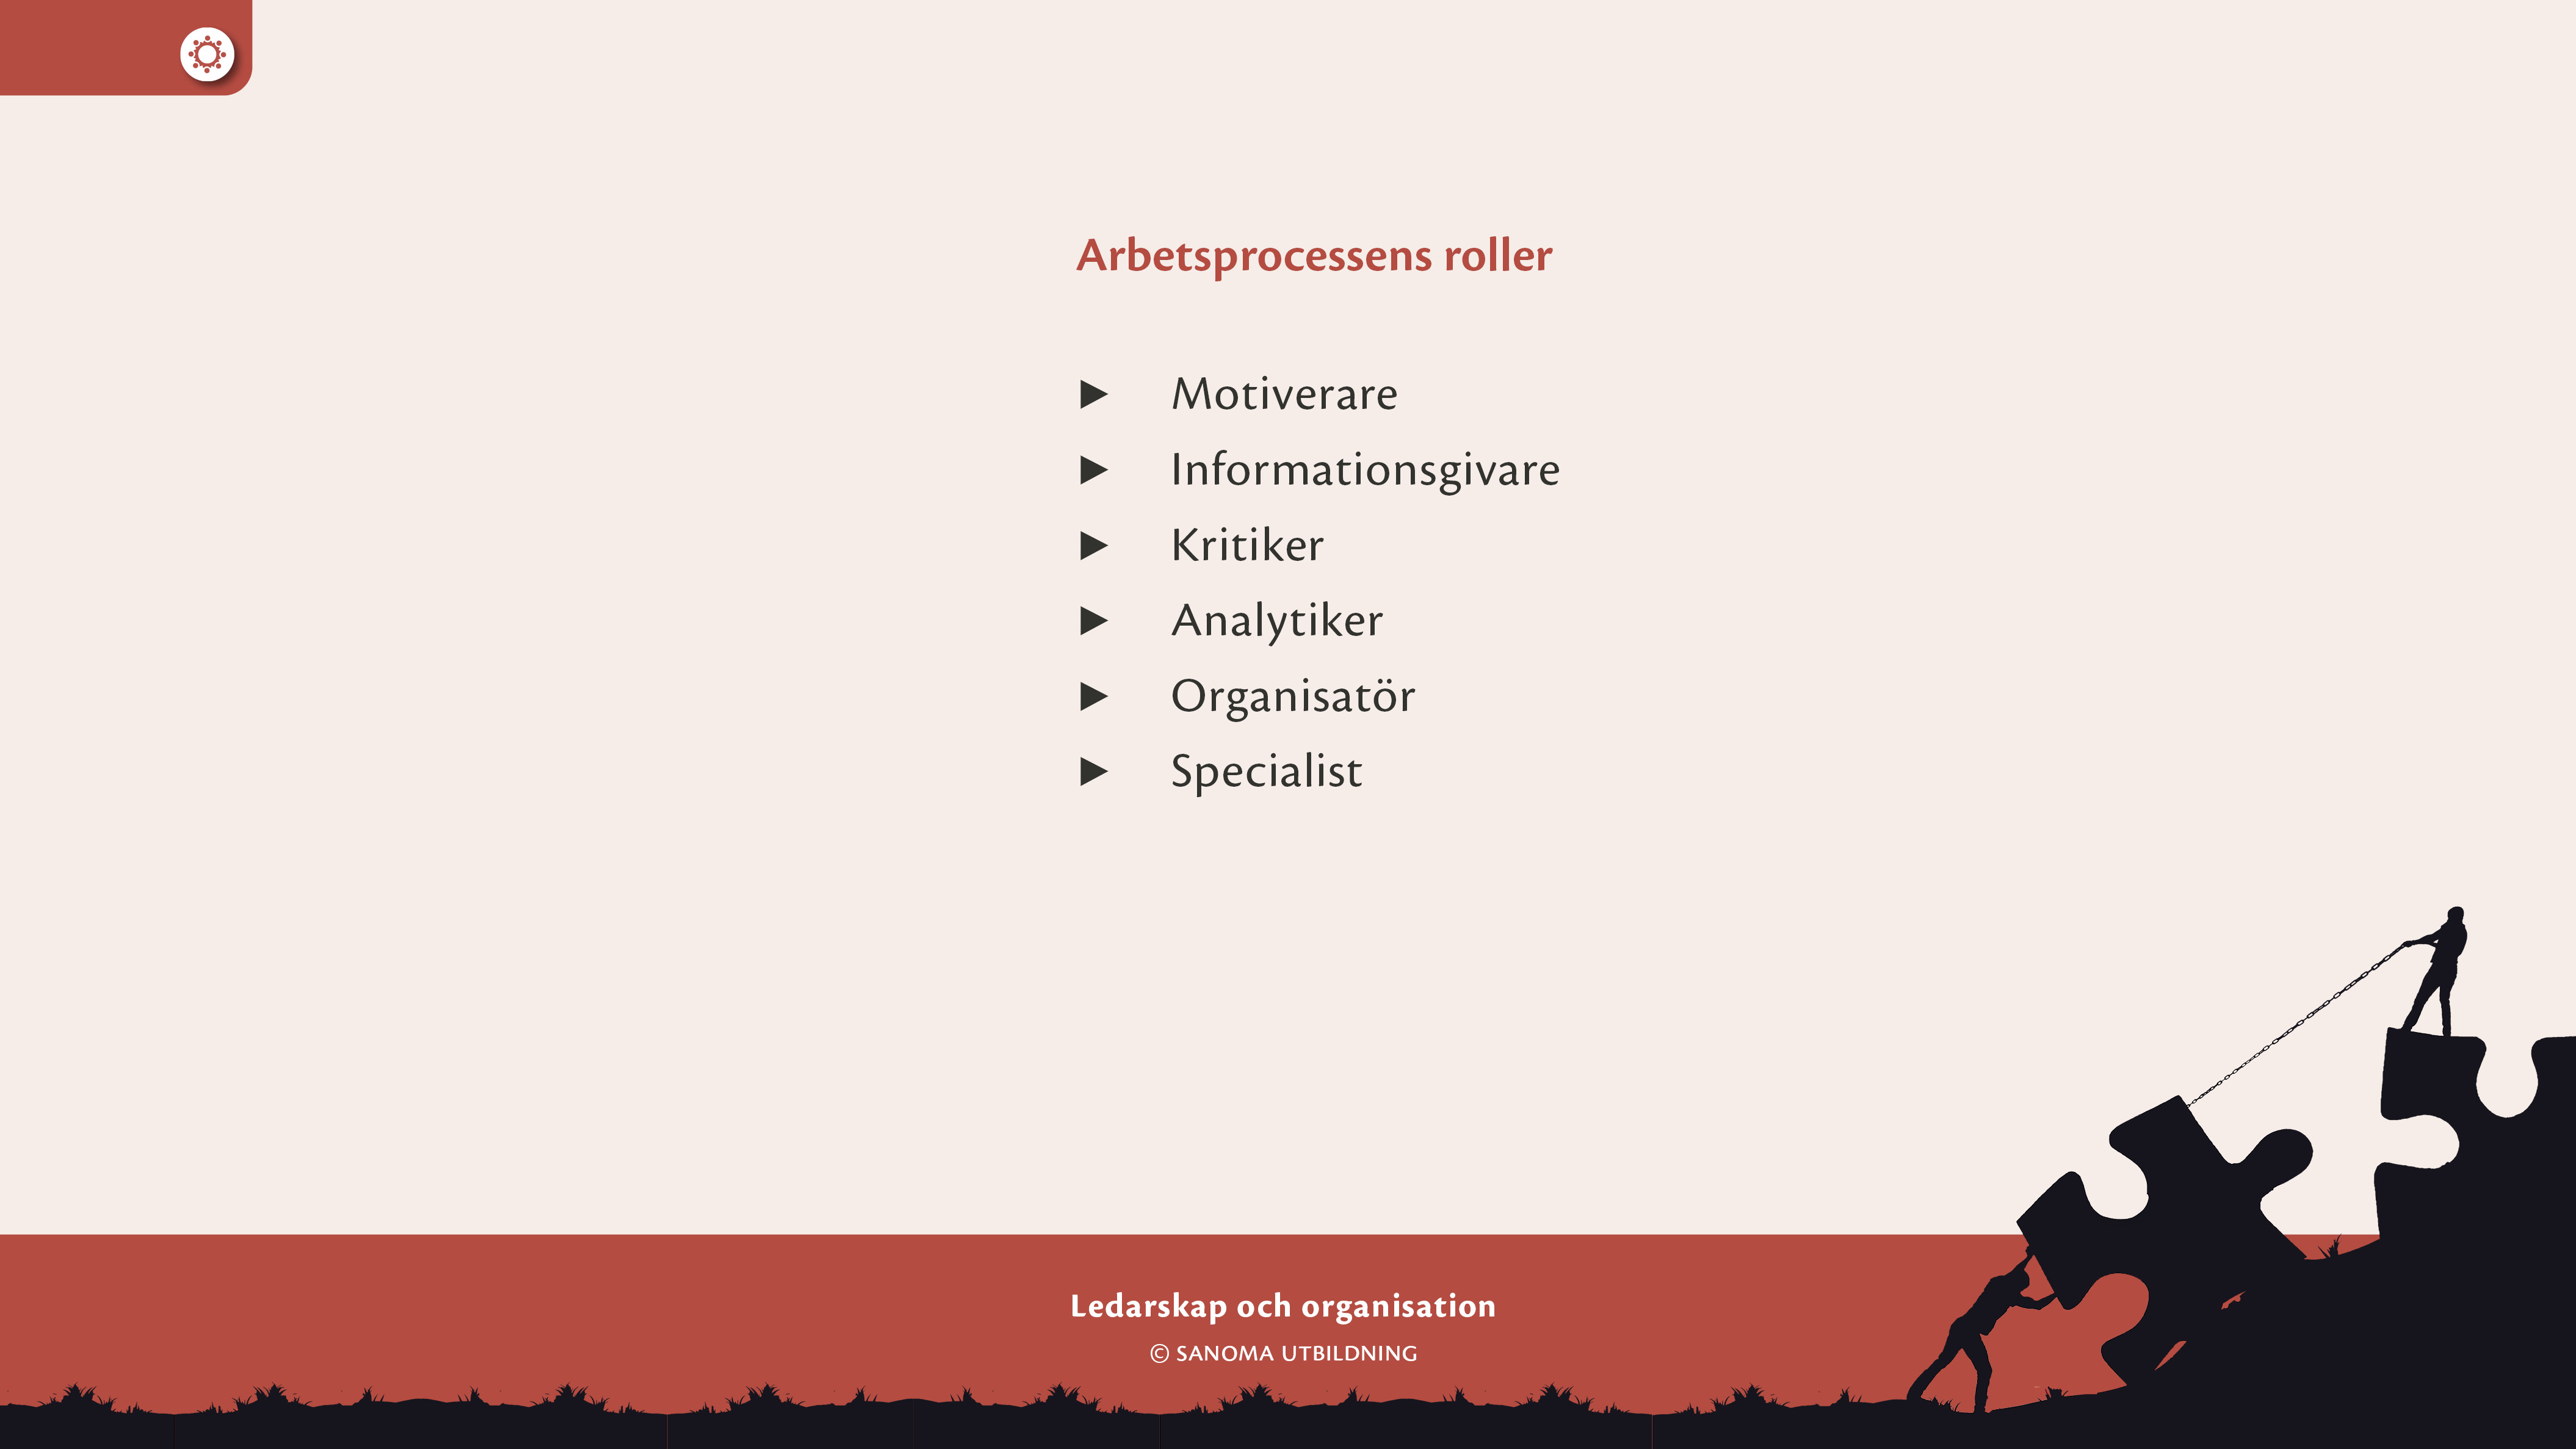 Arbetsprocessens roller
► Motiverare
► Informationsgivare
► Kritiker
► Analytiker
► Organisatör
► Specialist
Ledarskap och organisation
© SANOMA UTBILDNING